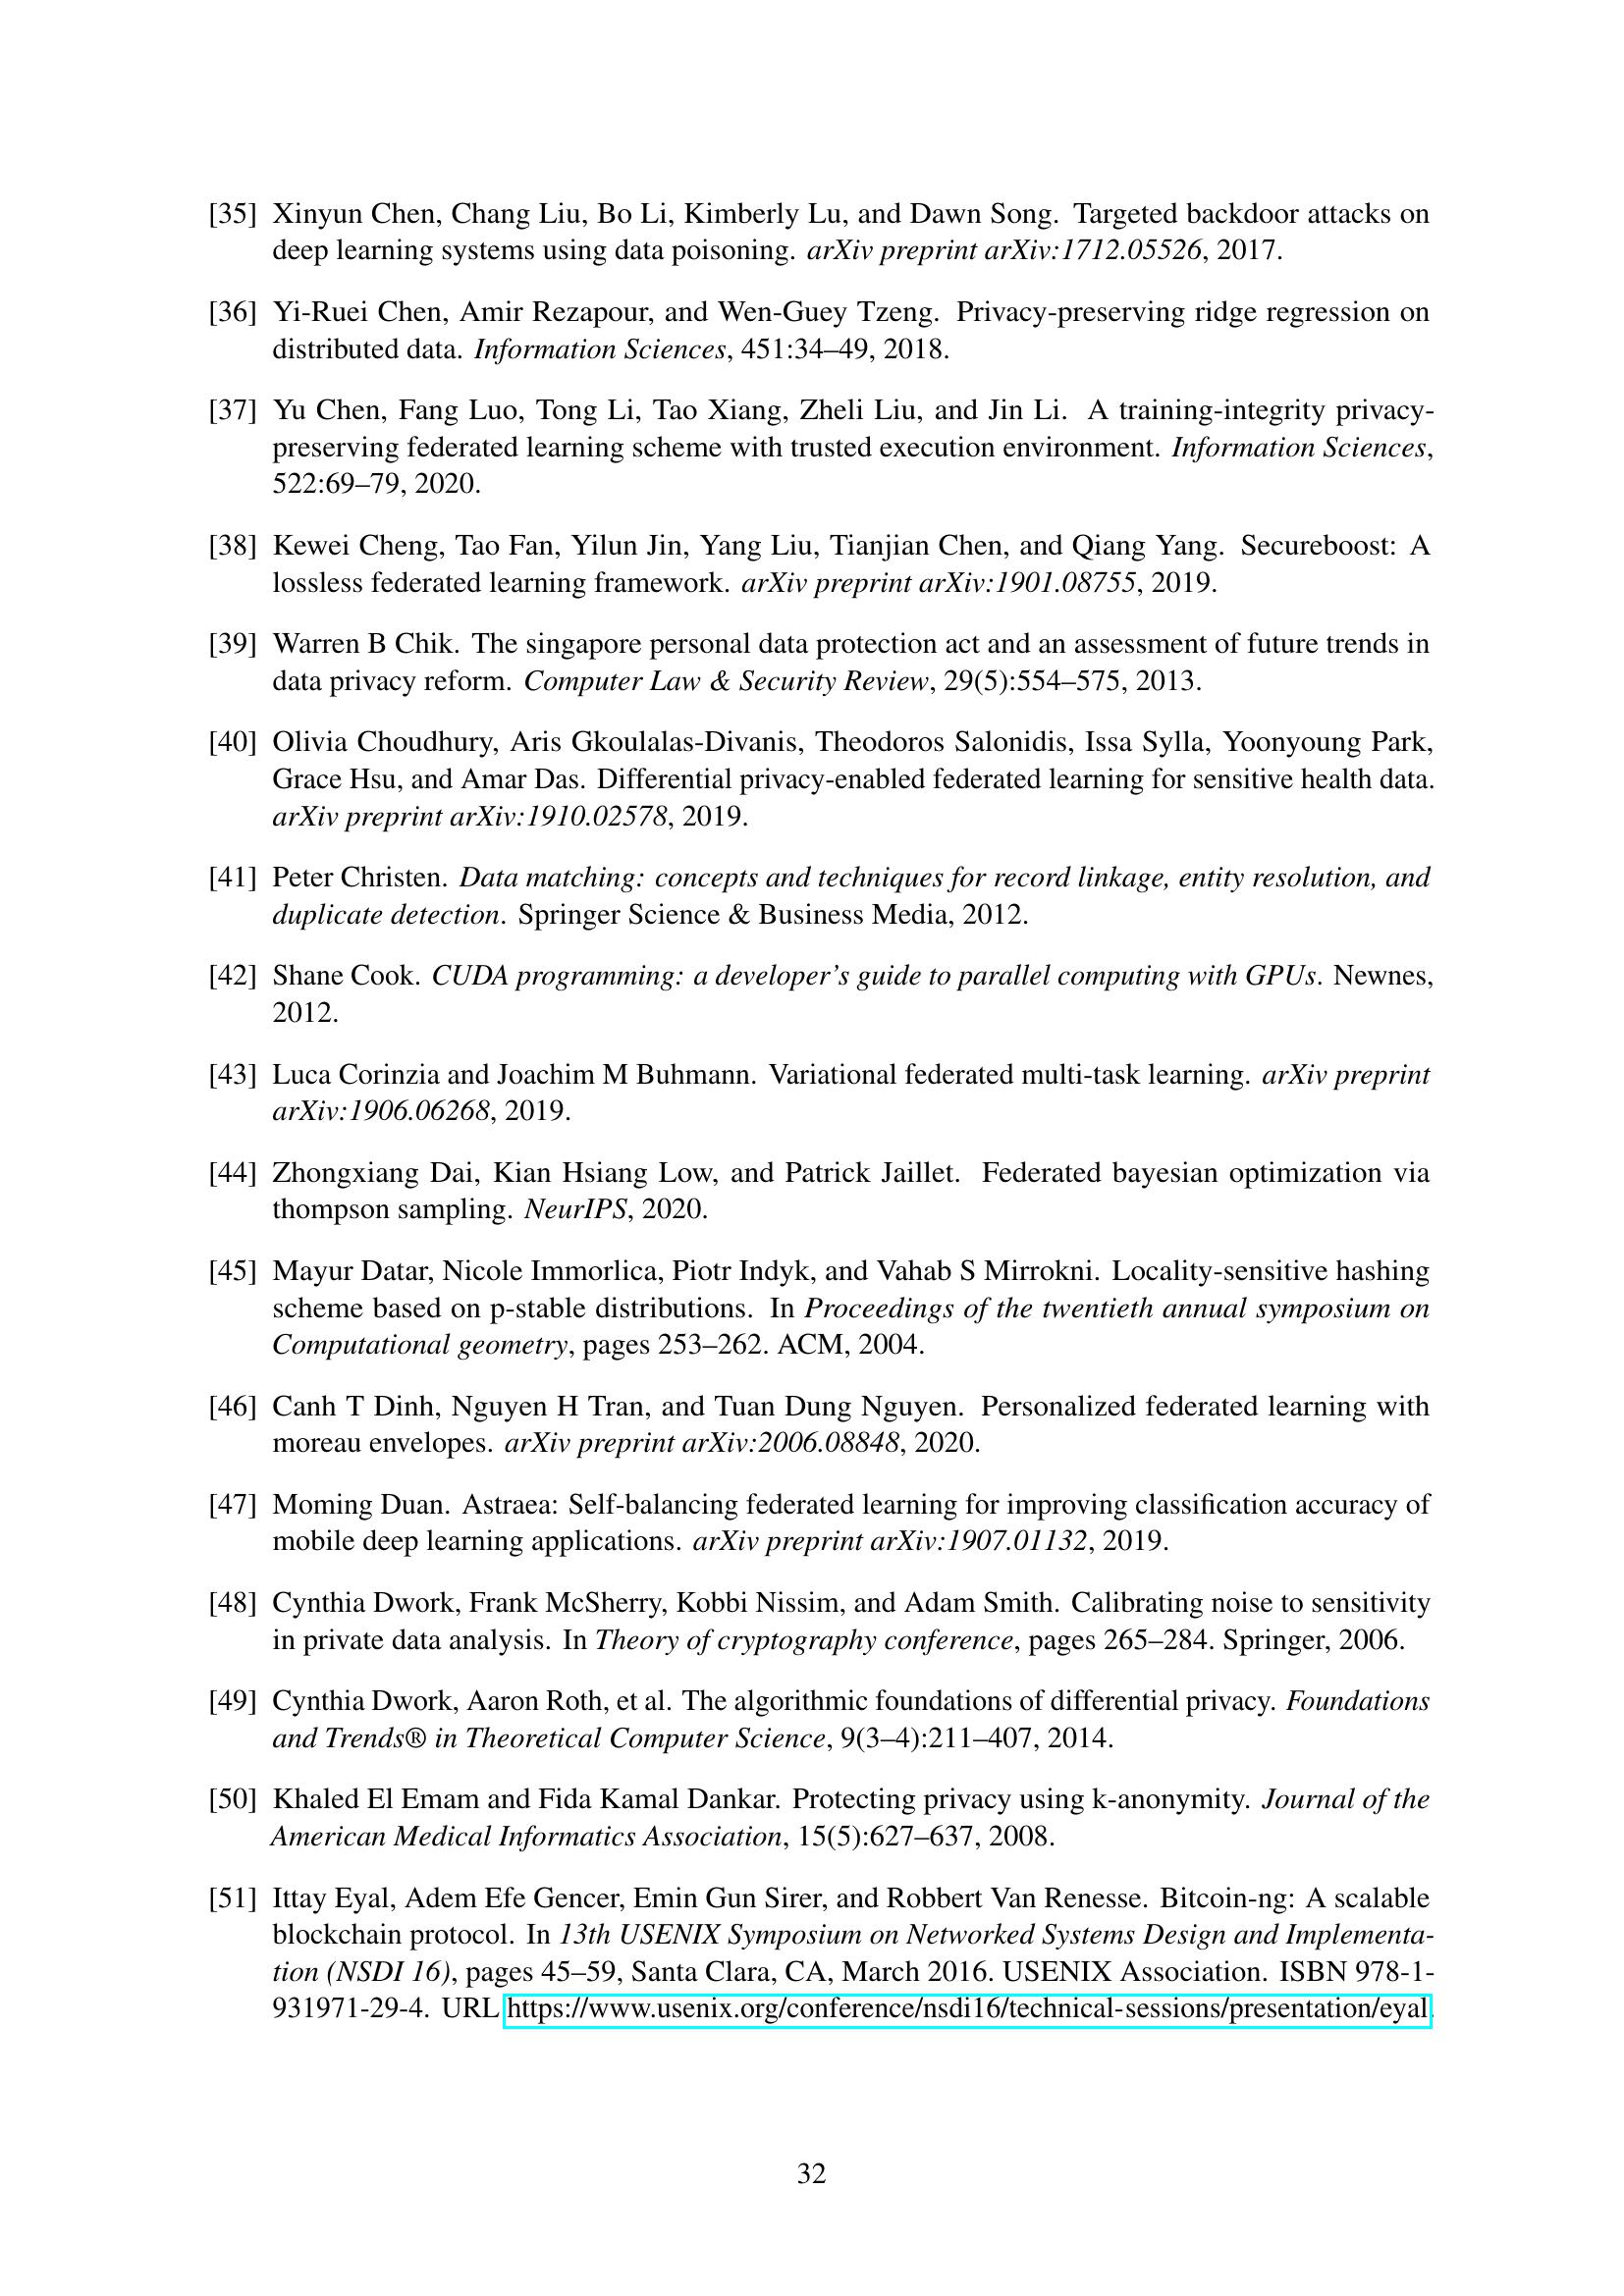 [35] Xinyun Chen, Chang Liu, Bo Li, Kimberly Lu, and Dawn Song. Targeted backdoor attacks on
deep learning systems using data poisoning. arXiv preprint arXiv:1712.05526, 2017.
[36] Yi-Ruei Chen, Amir Rezapour, and Wen-Guey Tzeng. Privacy-preserving ridge regression on
distributed data. Information Sciences, 451:34–49, 2018.
[37] Yu Chen, Fang Luo, Tong Li, Tao Xiang, Zheli Liu, and Jin Li. A training-integrity privacy-
preserving federated learning scheme with trusted execution environment. Information Sciences,
522:69–79, 2020.
[38] Kewei Cheng, Tao Fan, Yilun Jin, Yang Liu, Tianjian Chen, and Qiang Yang. Secureboost: A
lossless federated learning framework. arXiv preprint arXiv:1901.08755, 2019.
[39] Warren B Chik. The singapore personal data protection act and an assessment of future trends in
data privacy reform. Computer Law & Security Review, 29(5):554–575, 2013.
[40] Olivia Choudhury, Aris Gkoulalas-Divanis, Theodoros Salonidis, Issa Sylla, Yoonyoung Park,
Grace Hsu, and Amar Das. Differential privacy-enabled federated learning for sensitive health data.
arXiv preprint arXiv:1910.02578, 2019.
[41] Peter Christen. Data matching: concepts and techniques for record linkage, entity resolution, and
duplicate detection. Springer Science & Business Media, 2012.
[42] Shane Cook. CUDA programming: a developer's guide to parallel computing with GPUs. Newnes,
2012.
[43] Luca Corinzia and Joachim M Buhmann. Variational federated multi-task learning. arXiv preprint
arXiv:1906.06268, 2019.
[44] Zhongxiang Dai, Kian Hsiang Low, and Patrick Jaillet. Federated bayesian optimization via
thompson sampling. NeurIPS, 2020.
[45] Mayur Datar, Nicole Immorlica, Piotr Indyk, and Vahab S Mirrokni. Locality-sensitive hashing
scheme based on p-stable distributions. In Proceedings of the twentieth annual symposium on
Computational geometry, pages 253–262. ACM, 2004.
[46] Canh T Dinh, Nguyen H Tran, and Tuan Dung Nguyen. Personalized federated learning with
moreau envelopes. arXiv preprint arXiv:2006.08848, 2020.
[47] Moming Duan. Astraea: Self-balancing federated learning for improving classification accuracy of
mobile deep learning applications. arXiv preprint arXiv:1907.01132, 2019.
[48] Cynthia Dwork, Frank McSherry, Kobbi Nissim, and Adam Smith. Calibrating noise to sensitivity
in private data analysis. In Theory of cryptography conference, pages 265–284. Springer, 2006.
[49] Cynthia Dwork, Aaron Roth, et al. The algorithmic foundations of differential privacy. Foundations
and Trends® in Theoretical Computer Science, 9(3–4):211–407, 2014.
[50] Khaled El Emam and Fida Kamal Dankar. Protecting privacy using k-anonymity. Journal of the
American Medical Informatics Association, 15(5):627–637, 2008.
[51] Ittay Eyal, Adem Efe Gencer, Emin Gun Sirer, and Robbert Van Renesse. Bitcoin-ng: A scalable
blockchain protocol. In 13th USENIX Symposium on Networked Systems Design and Implementa-
tion (NSDI 16), pages 45–59, Santa Clara, CA, March 2016. USENIX Association. ISBN 978-1-
931971-29-4. URL https://www.usenix.org/conference/nsdi16/technical-sessions/presentation/eyal.
32